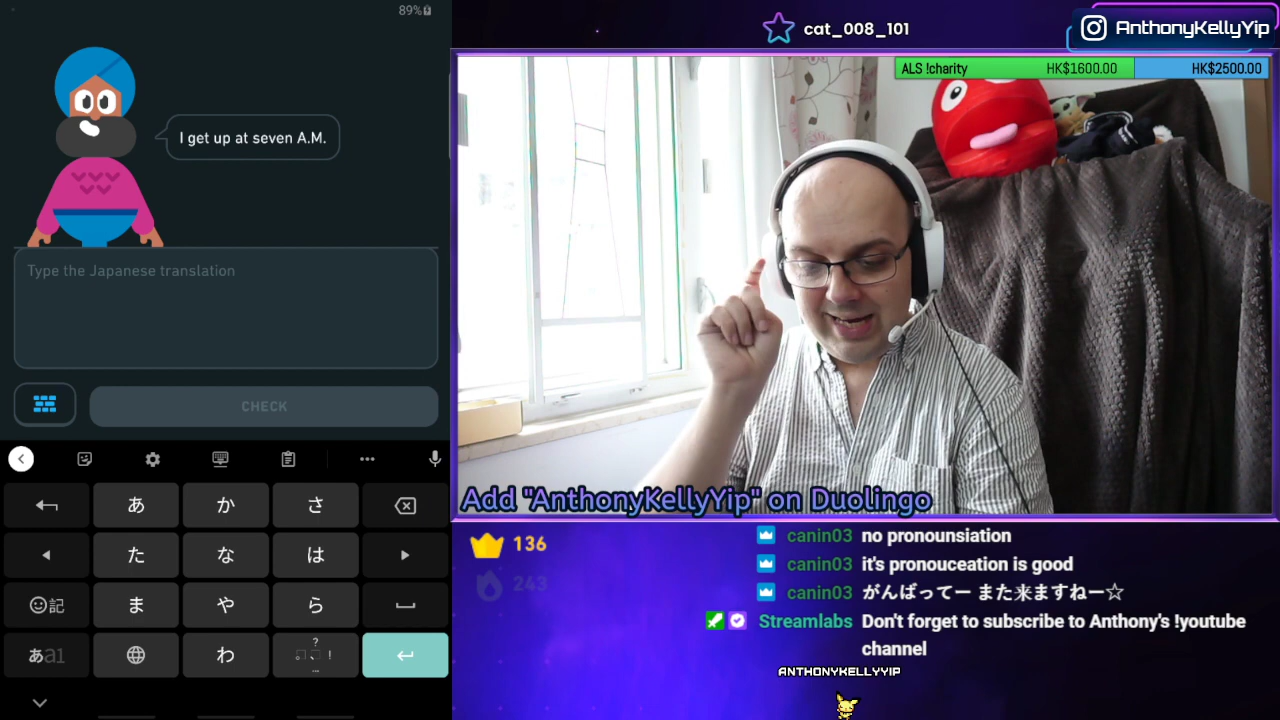 89%
I get up at seven A.M.
Type the Japanese translation
CHECK
あ
か
さ
た
な
は
☺記
ま
や
ら
あa1
わ
?
□、!
...
cat_008_101
AnthonyKellyYip
ALS !charity HK$1600.00 HK$2500.00
Add "AnthonyKellyYip" on Duolingo
136
243
canin03 no pronounsiation
canin03 it's pronouceation is good
canin03 がんばってー また来ますねー☆
Streamlabs Don't forget to subscribe to Anthony's !youtube
channel
ANTHONYKELLYYIP